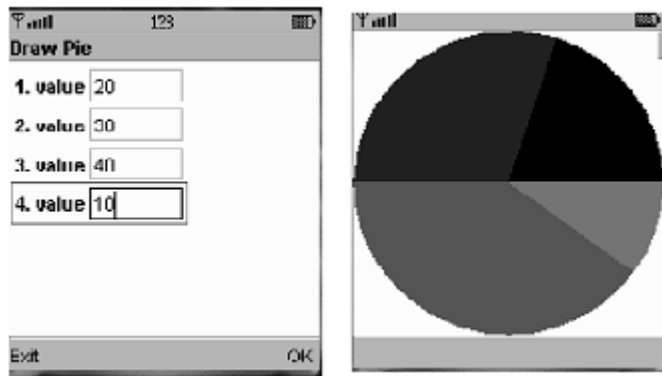 123
Draw Pie
1. value 20
2. value 30
3. value 40
4. value 10
Exit OK